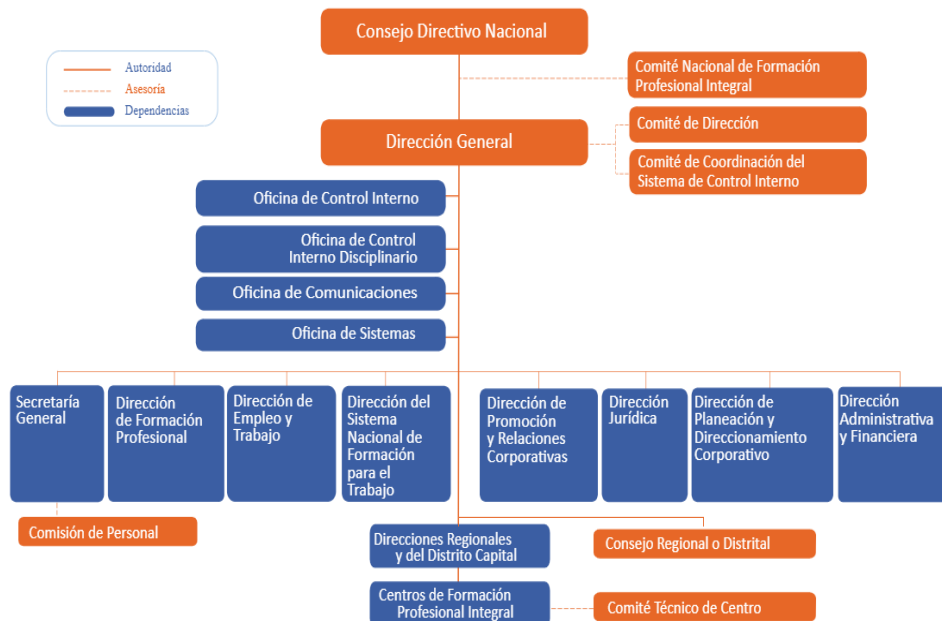 Consejo Directivo Nacional
Autoridad
Asesoría
Dependencias
Comité Nacional de Formación
Profesional Integral
Comité de Dirección
Dirección General
Comité de Coordinación del
Sistema de Control Interno
Oficina de Control Interno
Oficina de Control
Interno Disciplinario
Oficina de Comunicaciones
Oficina de Sistemas
Secretaría
General
Dirección
de Formación
Profesional
Dirección de
Empleo y
Trabajo
Dirección del
Sistema
Nacional de
Formación
para el
Trabajo
Dirección de
Promoción
y Relaciones
Corporativas
Dirección
Jurídica
Dirección de
Planeación y
Direccionamiento
Corporativo
Dirección
Administrativa
y Financiera
Comisión de Personal
Direcciones Regionales
y del Distrito Capital
Consejo Regional o Distrital
Centros de Formación
Profesional Integral
Comité Técnico de Centro